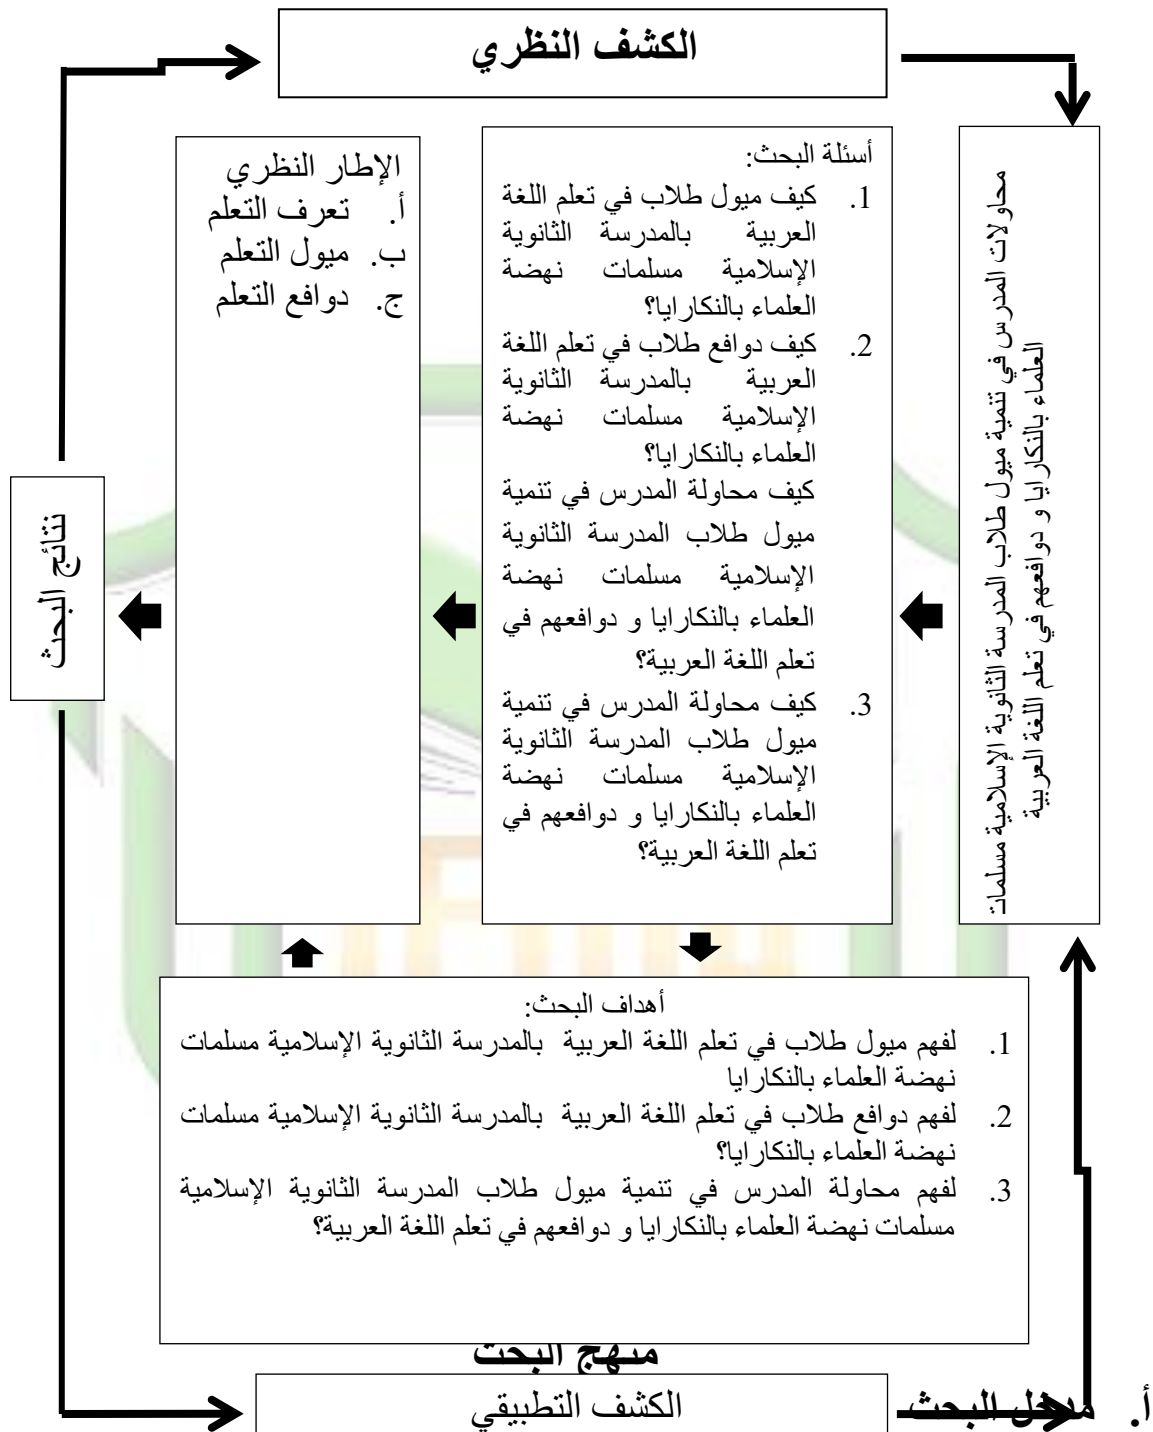 الكشف النظري
محاولات المدرس في تنمية ميول طلاب المدرسة الثانوية الإسلامية مسلمات
العلماء بالنكارايا و دوافعهم في تعلم اللغة العربية
أسئلة البحث:
1. كيف ميول طلاب في تعلم اللغة
العربية بالمدرسة الثانوية
الإسلامية مسلمات نهضة
العلماء بالنكارايا؟
2. كيف دوافع طلاب في تعلم اللغة
العربية بالمدرسة الثانوية
الإسلامية مسلمات نهضة
العلماء بالنكارايا؟
كيف محاولة المدرس في تنمية
ميول طلاب المدرسة الثانوية
الإسلامية مسلمات نهضة
العلماء بالنكارايا و دوافعهم في
تعلم اللغة العربية؟
3. كيف محاولة المدرس في تنمية
ميول طلاب المدرسة الثانوية
الإسلامية مسلمات نهضة
العلماء بالنكارايا و دوافعهم في
تعلم اللغة العربية؟
الإطار النظري
أ. تعرف التعلم
ب. ميول التعلم
ج. دوافع التعلم
نتائج البحث
أهداف البحث:
1. لفهم ميول طلاب في تعلم اللغة العربية بالمدرسة الثانوية الإسلامية مسلمات
نهضة العلماء بالنكارايا
2. لفهم دوافع طلاب في تعلم اللغة العربية بالمدرسة الثانوية الإسلامية مسلمات
نهضة العلماء بالنكارايا؟
3. لفهم محاولة المدرس في تنمية ميول طلاب المدرسة الثانوية الإسلامية
مسلمات نهضة العلماء بالنكارايا و دوافعهم في تعلم اللغة العربية؟
منهج البحث
الكشف التطبيقي
أ. مدخل البحث